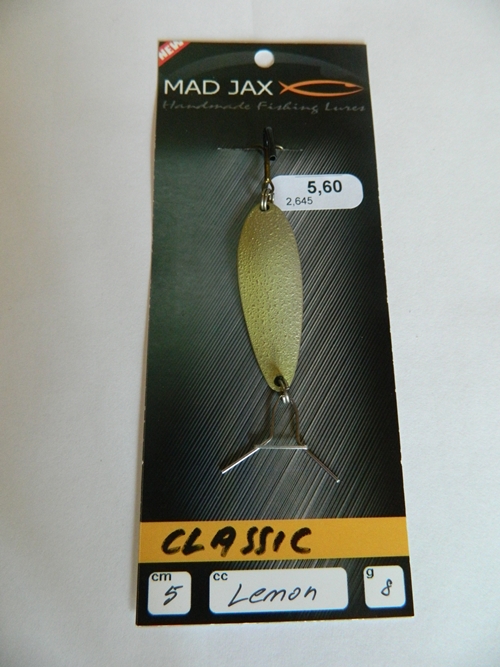 NEW
MAD JAX
Handmade Fishing Lures
5,60
2,645
CLASSIC
cm
5
cc
Lemon
g
8